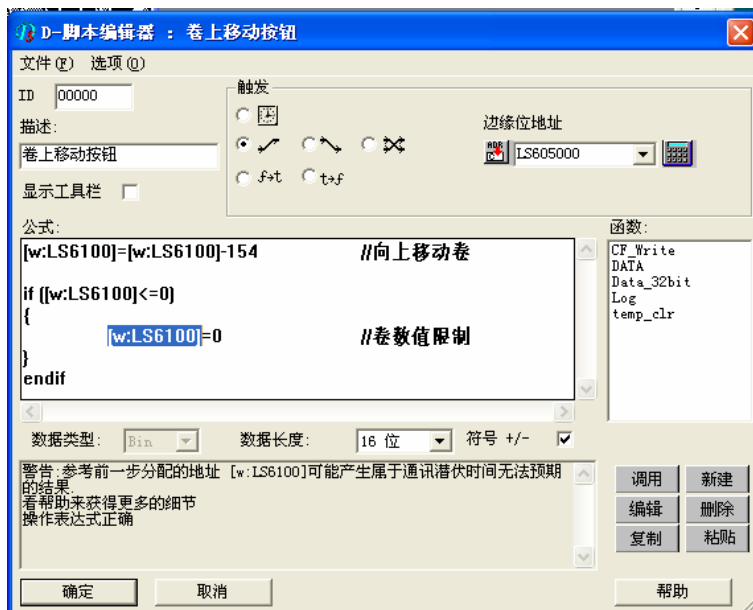 D-脚本编辑器 : 卷上移动按钮
文件(F) 选项(O)
ID 00000
描述:
卷上移动按钮
显示工具栏
触发
f→t
t→f
边缘位地址
ADR
LS605000
公式:
[w:LS6100]=[w:LS6100]-154 //向上移动卷
if ([w:LS6100]<=0)
{
[w:LS6100]=0 //卷数值限制
}
endif
函数:
CF_Write
DATA
Data_32bit
Log
temp_clr
数据类型: Bin 数据长度: 16 位 符号 +/-
警告:参考前一步分配的地址 [w:LS6100]可能产生属于通讯潜伏时间无法预期
的结果.
看帮助来获得更多的细节
操作表达式正确
调用 新建
编辑 删除
复制 粘贴
确定 取消 帮助